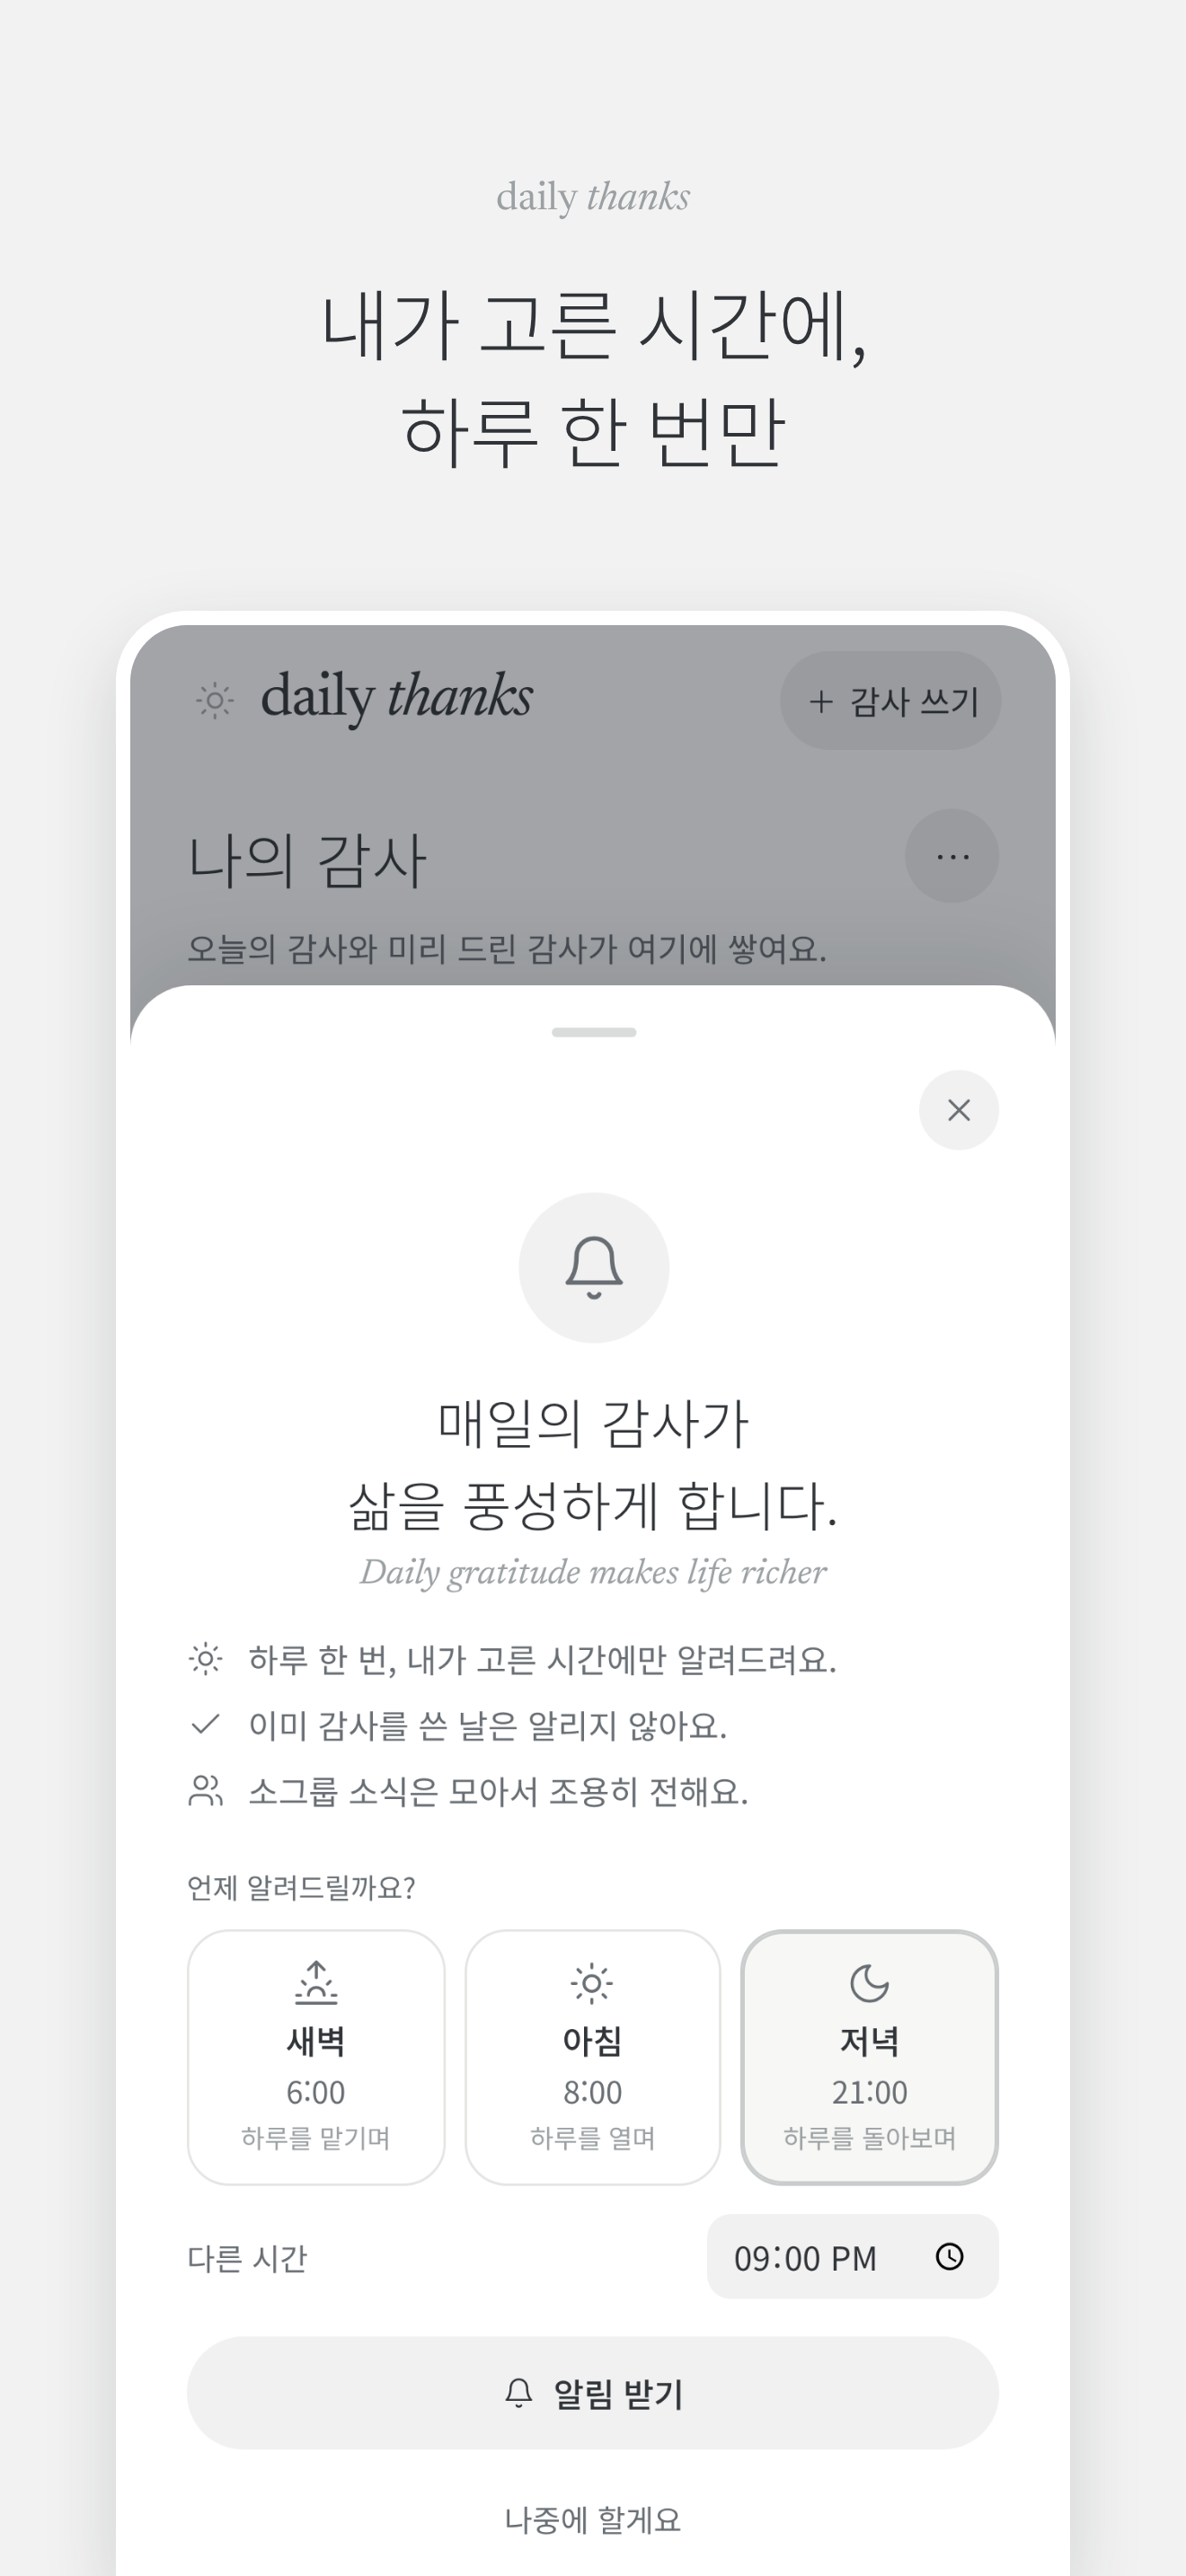 daily thanks
내가 고른 시간에,
하루 한 번만
daily thanks
+ 감사 쓰기
나의 감사
오늘의 감사와 미리 드린 감사가 여기에 쌓여요.
매일의 감사가
삶을 풍성하게 합니다.
Daily gratitude makes life richer
하루 한 번, 내가 고른 시간에만 알려드려요.
이미 감사를 쓴 날은 알리지 않아요.
소그룹 소식은 모아서 조용히 전해요.
언제 알려드릴까요?
새벽 아침 저녁
6:00 8:00 21:00
하루를 맡기며 하루를 열며 하루를 돌아보며
다른 시간 09:00 PM
알림 받기
나중에 할게요